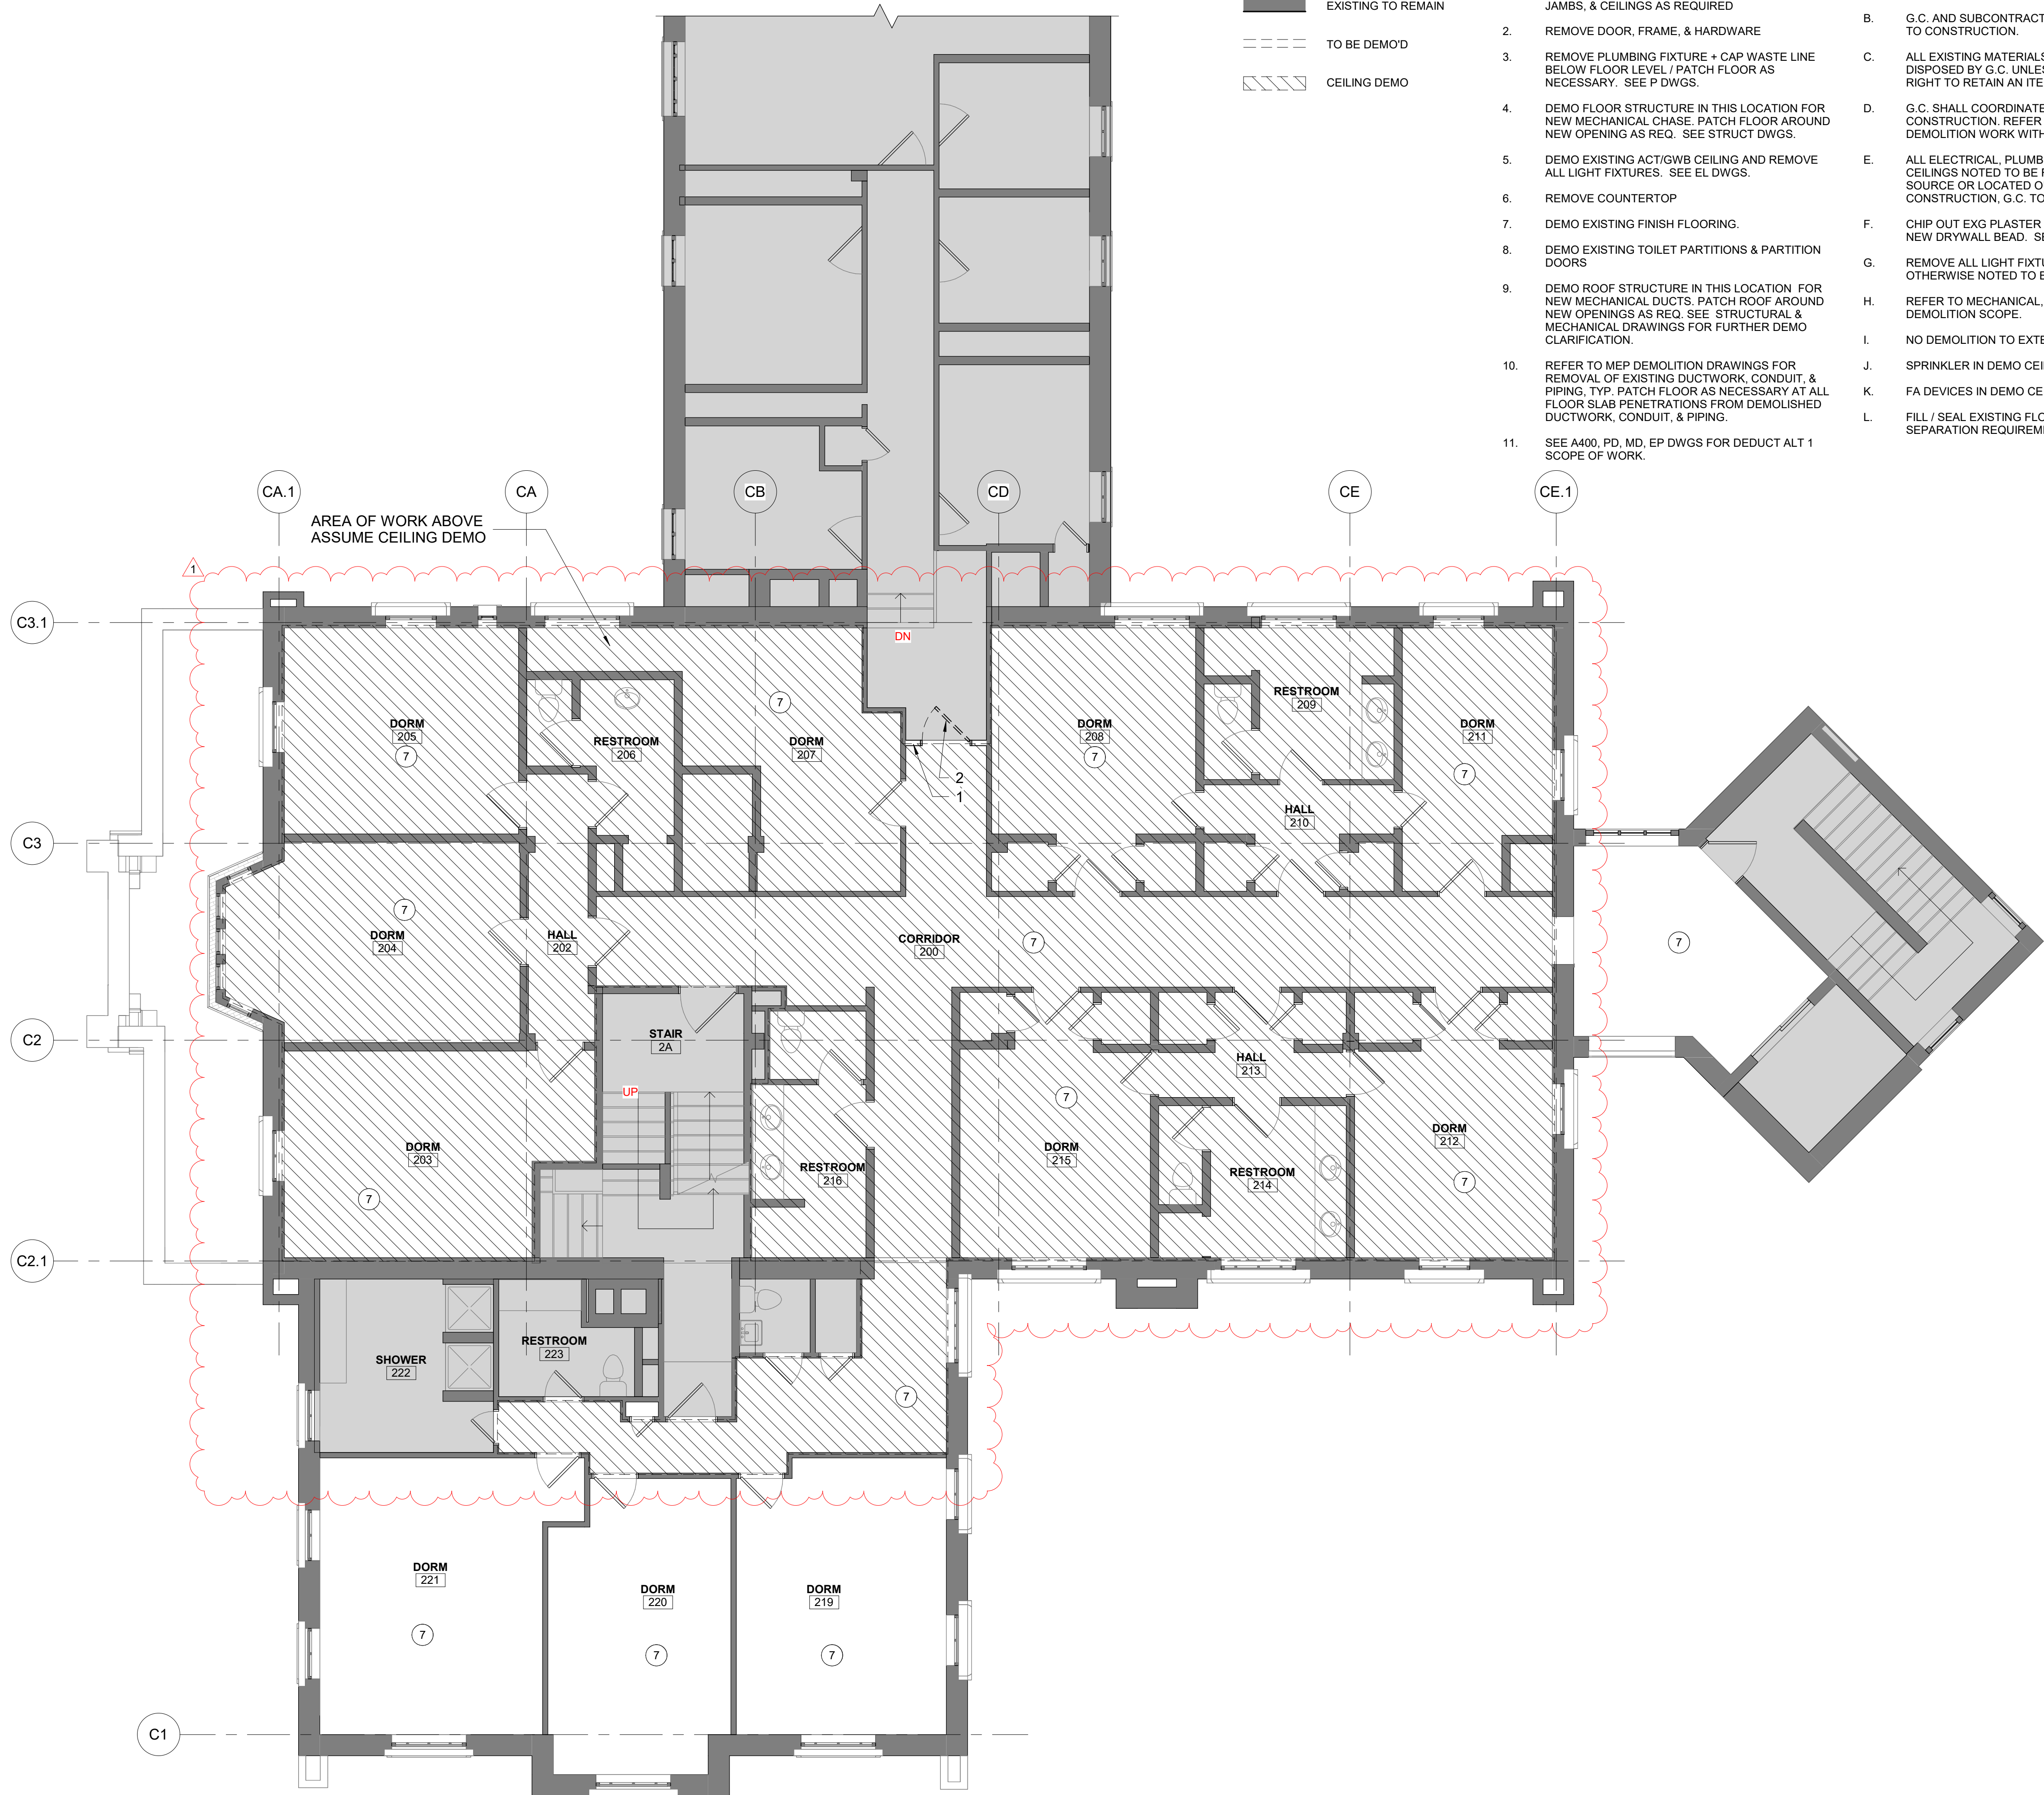 EXISTING TO REMAIN
TO BE DEMO'D
CEILING DEMO
JAMBS, & CEILINGS AS REQUIRED
2. REMOVE DOOR, FRAME, & HARDWARE
3. REMOVE PLUMBING FIXTURE + CAP WASTE LINE
BELOW FLOOR LEVEL / PATCH FLOOR AS
NECESSARY. SEE P DWGS.
4. DEMO FLOOR STRUCTURE IN THIS LOCATION FOR
NEW MECHANICAL CHASE. PATCH FLOOR AROUND
NEW OPENING AS REQ. SEE STRUCT DWGS.
5. DEMO EXISTING ACT/GWB CEILING AND REMOVE
ALL LIGHT FIXTURES. SEE EL DWGS.
6. REMOVE COUNTERTOP
7. DEMO EXISTING FINISH FLOORING.
8. DEMO EXISTING TOILET PARTITIONS & PARTITION
DOORS
9. DEMO ROOF STRUCTURE IN THIS LOCATION FOR
NEW MECHANICAL DUCTS. PATCH ROOF AROUND
NEW OPENINGS AS REQ. SEE STRUCTURAL &
MECHANICAL DRAWINGS FOR FURTHER DEMO
CLARIFICATION.
10. REFER TO MEP DEMOLITION DRAWINGS FOR
REMOVAL OF EXISTING DUCTWORK, CONDUIT, &
PIPING, TYP. PATCH FLOOR AS NECESSARY AT ALL
FLOOR SLAB PENETRATIONS FROM DEMOLISHED
DUCTWORK, CONDUIT, & PIPING.
11. SEE A400, PD, MD, EP DWGS FOR DEDUCT ALT 1
SCOPE OF WORK.
B. G.C. AND SUBCONTRACT
TO CONSTRUCTION.
C. ALL EXISTING MATERIALS
DISPOSED BY G.C. UNLES
RIGHT TO RETAIN AN ITE
D. G.C. SHALL COORDINATE
CONSTRUCTION. REFER
DEMOLITION WORK WITH
E. ALL ELECTRICAL, PLUMB
CEILINGS NOTED TO BE
SOURCE OR LOCATED O
CONSTRUCTION, G.C. TO
F. CHIP OUT EXG PLASTER
NEW DRYWALL BEAD. SE
G. REMOVE ALL LIGHT FIXTU
OTHERWISE NOTED TO
H. REFER TO MECHANICAL,
DEMOLITION SCOPE.
I. NO DEMOLITION TO EXTE
J. SPRINKLER IN DEMO CEI
K. FA DEVICES IN DEMO CE
L. FILL / SEAL EXISTING FLO
SEPARATION REQUIREM
CA.1
CA
CB
CD
CE
CE.1
AREA OF WORK ABOVE
ASSUME CEILING DEMO
1
C3.1
DN
7
DORM
205
7
RESTROOM
206
DORM
207
2
1
DORM
208
7
RESTROOM
209
DORM
211
7
HALL
210
C3
7
DORM
204
HALL
202
CORRIDOR
200
7
7
C2
STAIR
2A
UP
HALL
213
7
DORM
203
7
RESTROOM
216
DORM
215
RESTROOM
214
DORM
212
7
C2.1
SHOWER
222
RESTROOM
223
7
DORM
221
7
DORM
220
7
DORM
219
7
C1